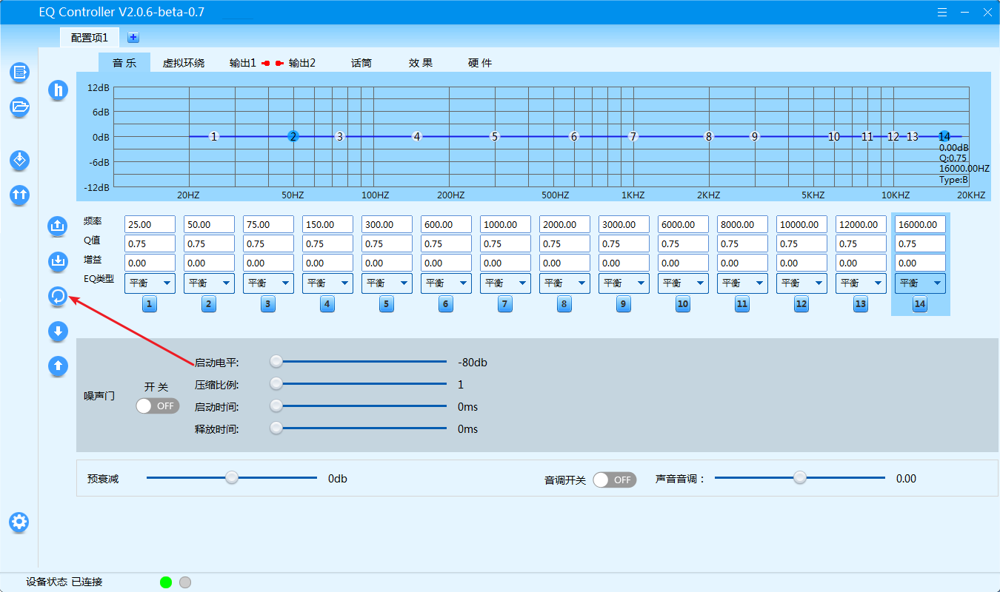 EQ Controller V2.0.6-beta-0.7
配置项1
音 乐 虚拟环绕 输出1 输出2 话筒 效 果 硬 件
h
12dB
6dB
0dB
-6dB
-12dB
1 2 3 4 5 6 7 8 9 10 11 12 13 14
0.00dB
Q:0.75
16000.00HZ
Type:B
20HZ 50HZ 100HZ 200HZ 500HZ 1KHZ 2KHZ 5KHZ 10KHZ 20KHZ
频率 25.00 50.00 75.00 150.00 300.00 600.00 1000.00 2000.00 3000.00 6000.00 8000.00 10000.00 12000.00 16000.00
Q值 0.75 0.75 0.75 0.75 0.75 0.75 0.75 0.75 0.75 0.75 0.75 0.75 0.75 0.75
增益 0.00 0.00 0.00 0.00 0.00 0.00 0.00 0.00 0.00 0.00 0.00 0.00 0.00 0.00
EQ类型 平衡 平衡 平衡 平衡 平衡 平衡 平衡 平衡 平衡 平衡 平衡 平衡 平衡 平衡
1 2 3 4 5 6 7 8 9 10 11 12 13 14
噪声门
开 关
OFF
启动电平: -80db
压缩比例: 1
启动时间: 0ms
释放时间: 0ms
预衰减 0db 音调开关 OFF 声音音调： 0.00
设备状态 已连接